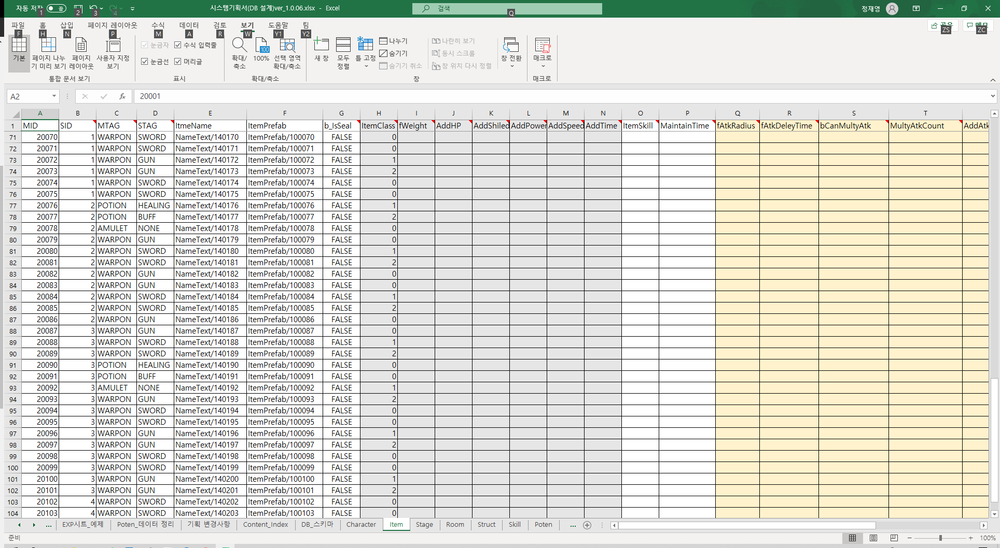 자동 저장 끔 시스템기획서(DB 설계)ver_1.0.06.xlsx - Excel 검색 정재영
1 2 3 4 Q
파일 홈 삽입 페이지 레이아웃 수식 데이터 검토 보기 도움말 팀 공유 메모
F H N P M A R W Y1 Y2 ZS ZC
기본 페이지 나누기 미리 보기 페이지 레이아웃 사용자 지정 보기
통합 문서 보기
눈금자 수식 입력줄
눈금선 머리글
표시
확대/축소 100% 선택 영역 확대/축소
확대/축소
새 창 모두 정렬 틀 고정 나누기 숨기기 숨기기 취소 나란히 보기 동시 스크롤 창 위치 다시 정렬 창 전환
창
매크로
매크로
A2 fx 20001
A B C D E F G H I J K L M N O P Q R S T
1 MID SID MTAG STAG ItmeName ItemPrefab b_IsSeal ItemClass fWeight AddHP AddShiled AddPower AddSpeed AddTime ItemSkill MaintainTime fAtkRadius fAtkDeleyTime bCanMultyAtk MultyAtkCount AddAtk
71 20070 1 WARPON SWORD NameText/140170 ItemPrefab/100070 FALSE 0
72 20071 1 WARPON SWORD NameText/140171 ItemPrefab/100071 FALSE 0
73 20072 1 WARPON GUN NameText/140172 ItemPrefab/100072 FALSE 1
74 20073 1 WARPON GUN NameText/140173 ItemPrefab/100073 FALSE 2
75 20074 1 WARPON SWORD NameText/140174 ItemPrefab/100074 FALSE 0
76 20075 1 WARPON SWORD NameText/140175 ItemPrefab/100075 FALSE 0
77 20076 2 POTION HEALING NameText/140176 ItemPrefab/100076 FALSE 1
78 20077 2 POTION BUFF NameText/140177 ItemPrefab/100077 FALSE 2
79 20078 2 AMULET NONE NameText/140178 ItemPrefab/100078 FALSE 0
80 20079 2 WARPON GUN NameText/140179 ItemPrefab/100079 FALSE 0
81 20080 2 WARPON SWORD NameText/140180 ItemPrefab/100080 FALSE 1
82 20081 2 WARPON SWORD NameText/140181 ItemPrefab/100081 FALSE 2
83 20082 2 WARPON GUN NameText/140182 ItemPrefab/100082 FALSE 0
84 20083 2 WARPON GUN NameText/140183 ItemPrefab/100083 FALSE 0
85 20084 2 WARPON SWORD NameText/140184 ItemPrefab/100084 FALSE 1
86 20085 2 WARPON SWORD NameText/140185 ItemPrefab/100085 FALSE 2
87 20086 2 WARPON GUN NameText/140186 ItemPrefab/100086 FALSE 0
88 20087 3 WARPON GUN NameText/140187 ItemPrefab/100087 FALSE 0
89 20088 3 WARPON SWORD NameText/140188 ItemPrefab/100088 FALSE 1
90 20089 3 WARPON SWORD NameText/140189 ItemPrefab/100089 FALSE 2
91 20090 3 POTION HEALING NameText/140190 ItemPrefab/100090 FALSE 0
92 20091 3 POTION BUFF NameText/140191 ItemPrefab/100091 FALSE 0
93 20092 3 AMULET NONE NameText/140192 ItemPrefab/100092 FALSE 1
94 20093 3 WARPON GUN NameText/140193 ItemPrefab/100093 FALSE 2
95 20094 3 WARPON SWORD NameText/140194 ItemPrefab/100094 FALSE 0
96 20095 3 WARPON SWORD NameText/140195 ItemPrefab/100095 FALSE 0
97 20096 3 WARPON GUN NameText/140196 ItemPrefab/100096 FALSE 1
98 20097 3 WARPON GUN NameText/140197 ItemPrefab/100097 FALSE 2
99 20098 3 WARPON SWORD NameText/140198 ItemPrefab/100098 FALSE 0
100 20099 3 WARPON SWORD NameText/140199 ItemPrefab/100099 FALSE 0
101 20100 3 WARPON GUN NameText/140200 ItemPrefab/100100 FALSE 1
102 20101 3 WARPON GUN NameText/140201 ItemPrefab/100101 FALSE 2
103 20102 4 WARPON SWORD NameText/140202 ItemPrefab/100102 FALSE 0
104 20103 4 WARPON SWORD NameText/140203 ItemPrefab/100103 FALSE 0
... EXP시트_예제 Poten_데이터 정리 기획 변경사항 Content_Index DB_스키마 Character Item Stage Room Struct Skill Poten ...
준비 100%